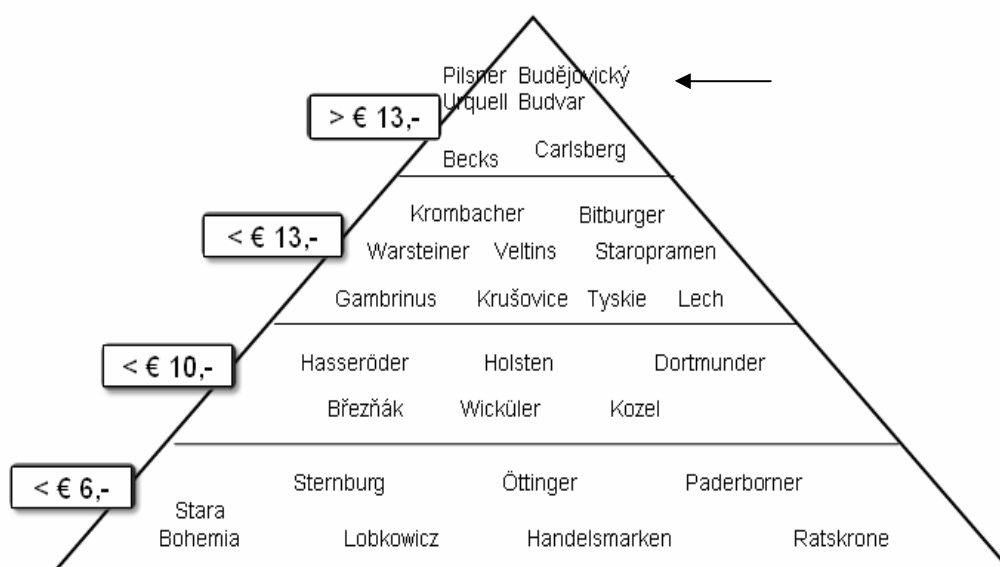 Pilsner Budějovický
Urquell Budvar
> € 13,-
Becks Carlsberg
Krombacher Bitburger
< € 13,-
Warsteiner Veltins Staropramen
Gambrinus Krušovice Tyskie Lech
< € 10,-
Hasseröder Holsten Dortmunder
Břežňák Wicküler Kozel
< € 6,-
Sternburg Öttinger Paderborner
Stara
Bohemia Lobkowicz Handelsmarken Ratskrone